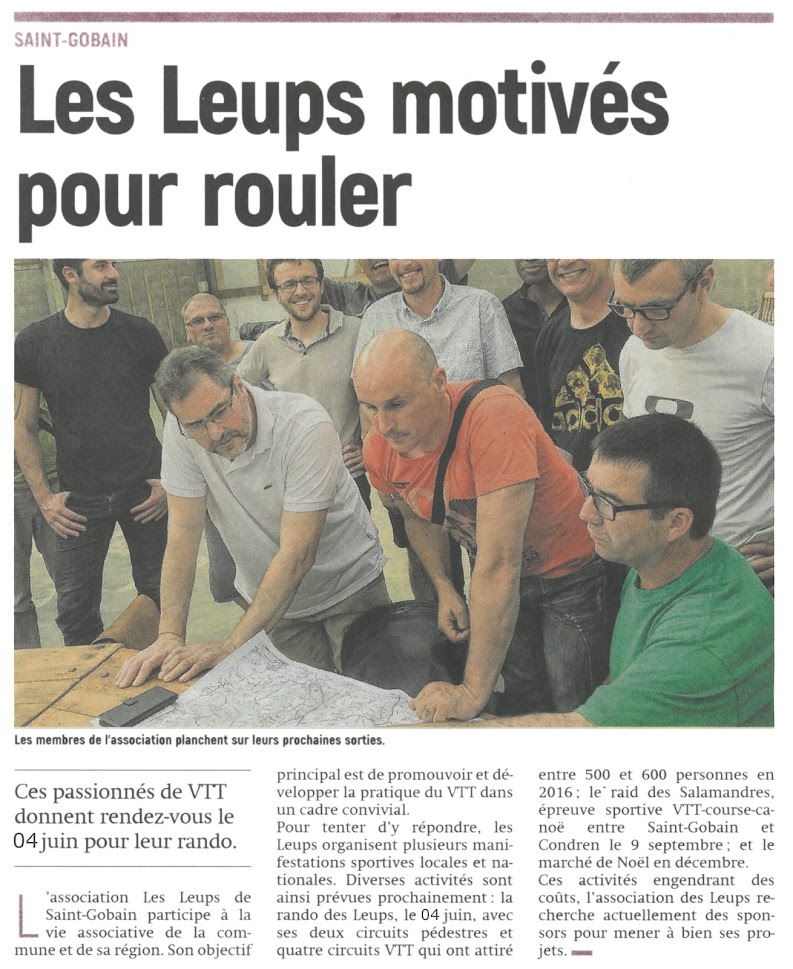 SAINT-GOBAIN
Les Leups motivés
pour rouler
adidas
Les membres de l'association planchent sur leurs prochaines sorties.
Ces passionnés de VTT
donnent rendez-vous le
04 juin pour leur rando.
L'association Les Leups de
Saint-Gobain participe à la
vie associative de la com-
mune et de sa région. Son objectif
principal est de promouvoir et dé-
velopper la pratique du VTT dans
un cadre convivial.
Pour tenter d'y répondre, les
Leups organisent plusieurs mani-
festations sportives locales et na-
tionales. Diverses activités sont
ainsi prévues prochainement : la
rando des Leups, le 04 juin, avec
ses deux circuits pédestres et
quatre circuits VTT qui ont attiré
entre 500 et 600 personnes en
2016 ; le raid des Salamandres,
épreuve sportive VTT-course-ca-
noë entre Saint-Gobain et
Condren le 9 septembre ; et le
marché de Noël en décembre.
Ces activités engendrant des
coûts, l'association des Leups re-
cherche actuellement des spon-
sors pour mener à bien ses pro-
jets.